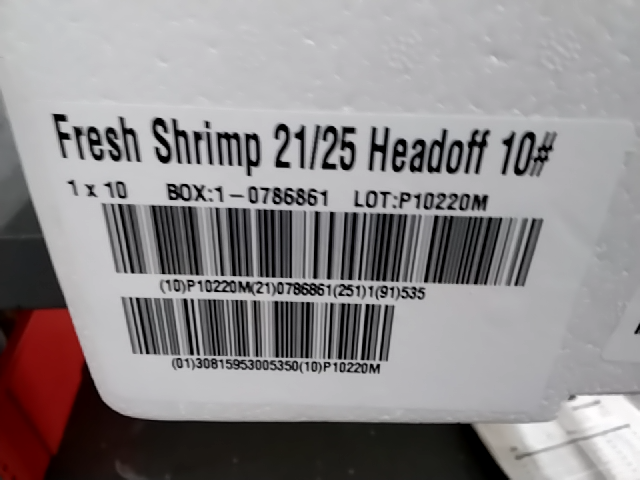 Fresh Shrimp 21/25 Headoff 10#
1 x 10 BOX:1-0786861 LOT:P10220M
(10)P10220M(21)0786861(251)1(91)535
(01)30815953005350(10)P10220M